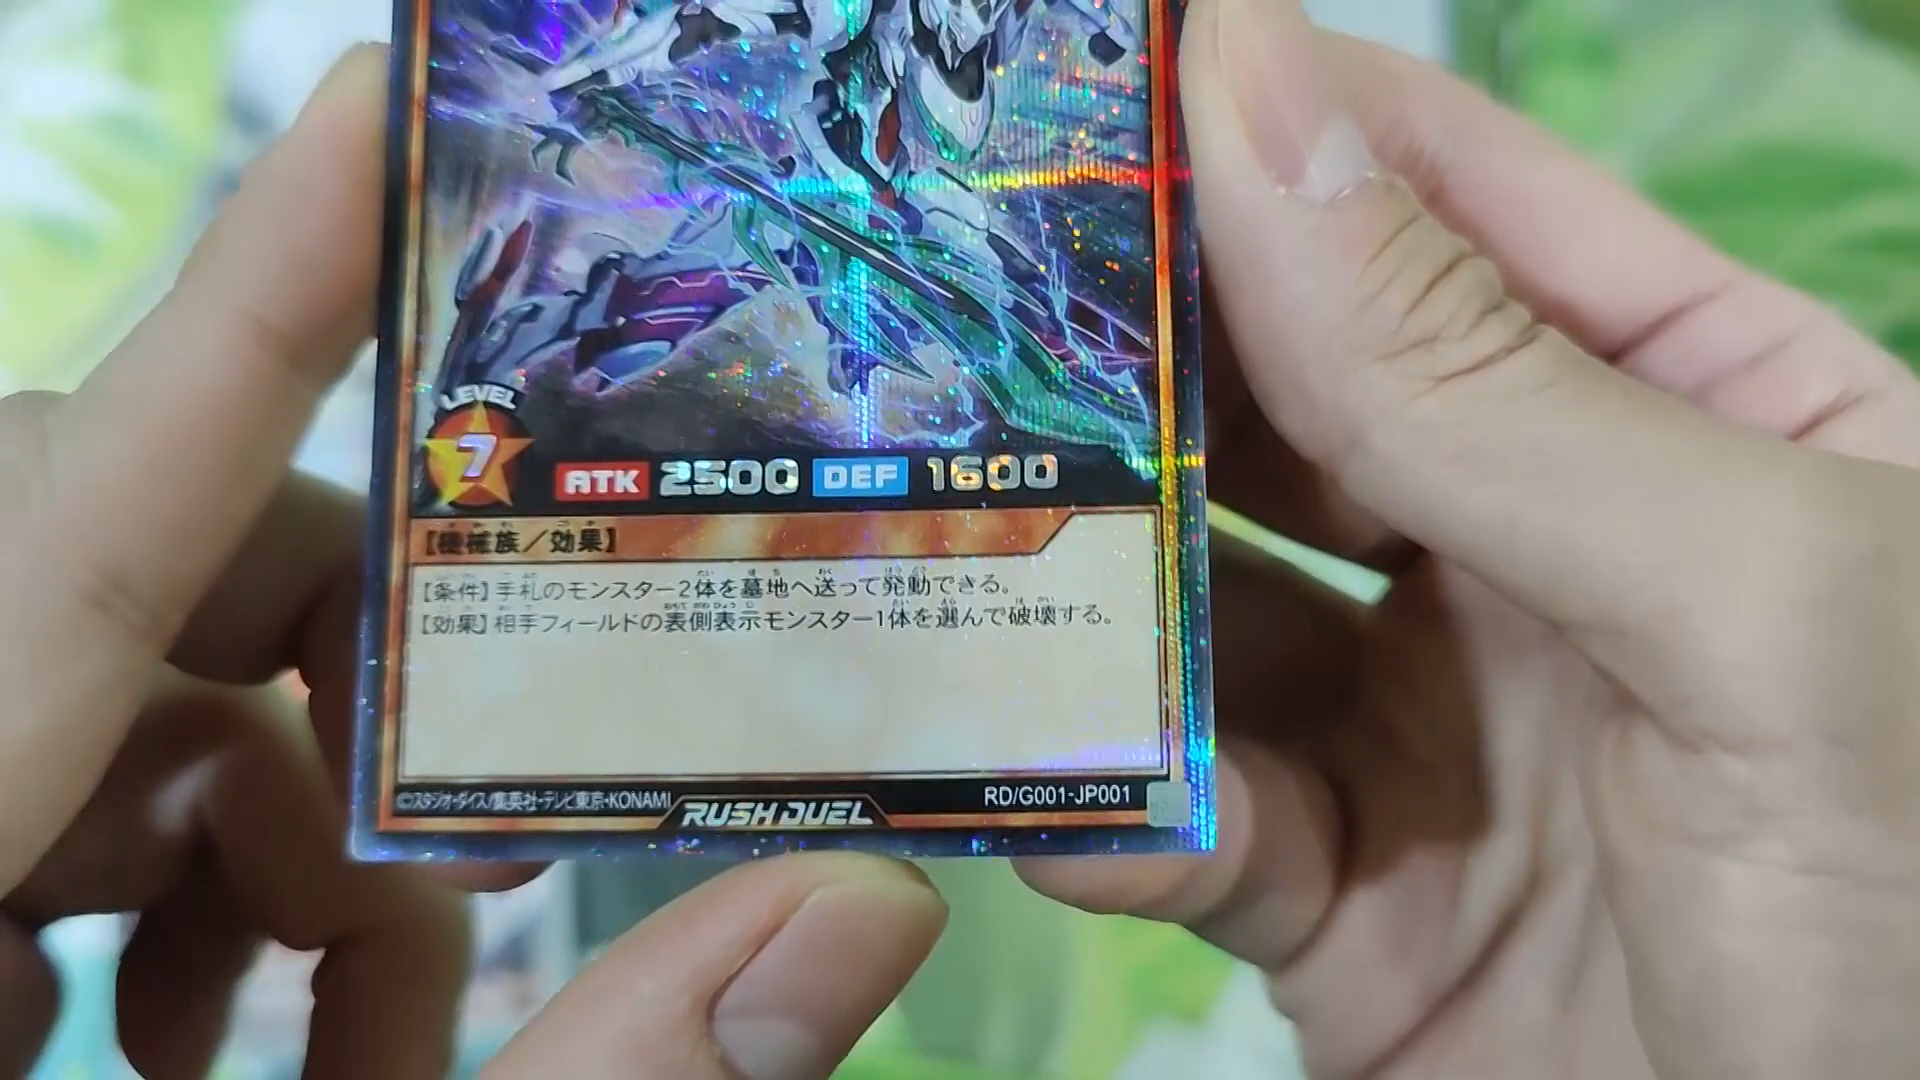 LEVEL
7
ATK 2500 DEF 1600
【機械族／効果】
【条件】手札のモンスター2体を墓地へ送って発動できる。
【効果】相手フィールドの表側表示モンスター1体を選んで破壊する。
©スタジオ・ダイス/集英社・テレビ東京・KONAMI
RUSH DUEL
RD/G001-JP001